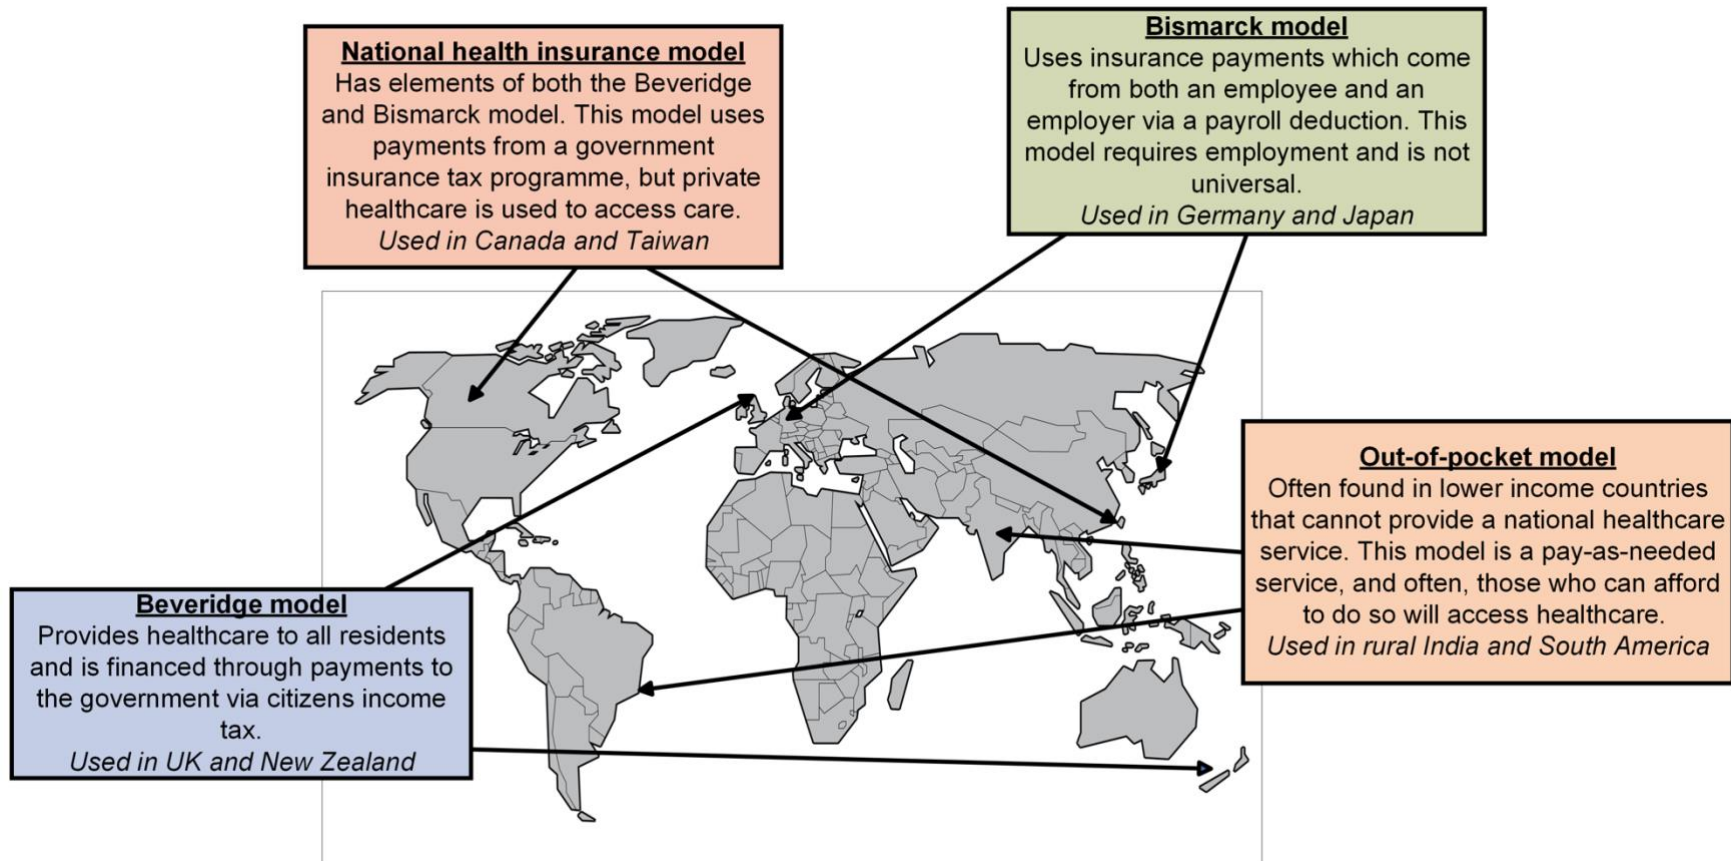 National health insurance model
Has elements of both the Beveridge
and Bismarck model. This model uses
payments from a government
insurance tax programme, but private
healthcare is used to access care.
Used in Canada and Taiwan
Bismarck model
Uses insurance payments which come
from both an employee and an
employer via a payroll deduction. This
model requires employment and is not
universal.
Used in Germany and Japan
Out-of-pocket model
Often found in lower income countries
that cannot provide a national healthcare
service. This model is a pay-as-needed
service, and often, those who can afford
to do so will access healthcare.
Used in rural India and South America
Beveridge model
Provides healthcare to all residents
and is financed through payments to
the government via citizens income
tax.
Used in UK and New Zealand